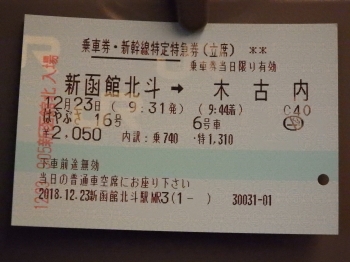 乗車券・新幹線特定特急券(立席) **
乗車券当日限り有効
新函館北斗 → 木古内
12月23日( 9:31発) (9:44着) C40
はやぶさ 16号 6号車
¥2,050 内訳:乗740・特1,310
下車前途無効
当日の普通車空席にお座り下さい
2018.12.23新函館北斗駅MR3(1- ) 30031-01